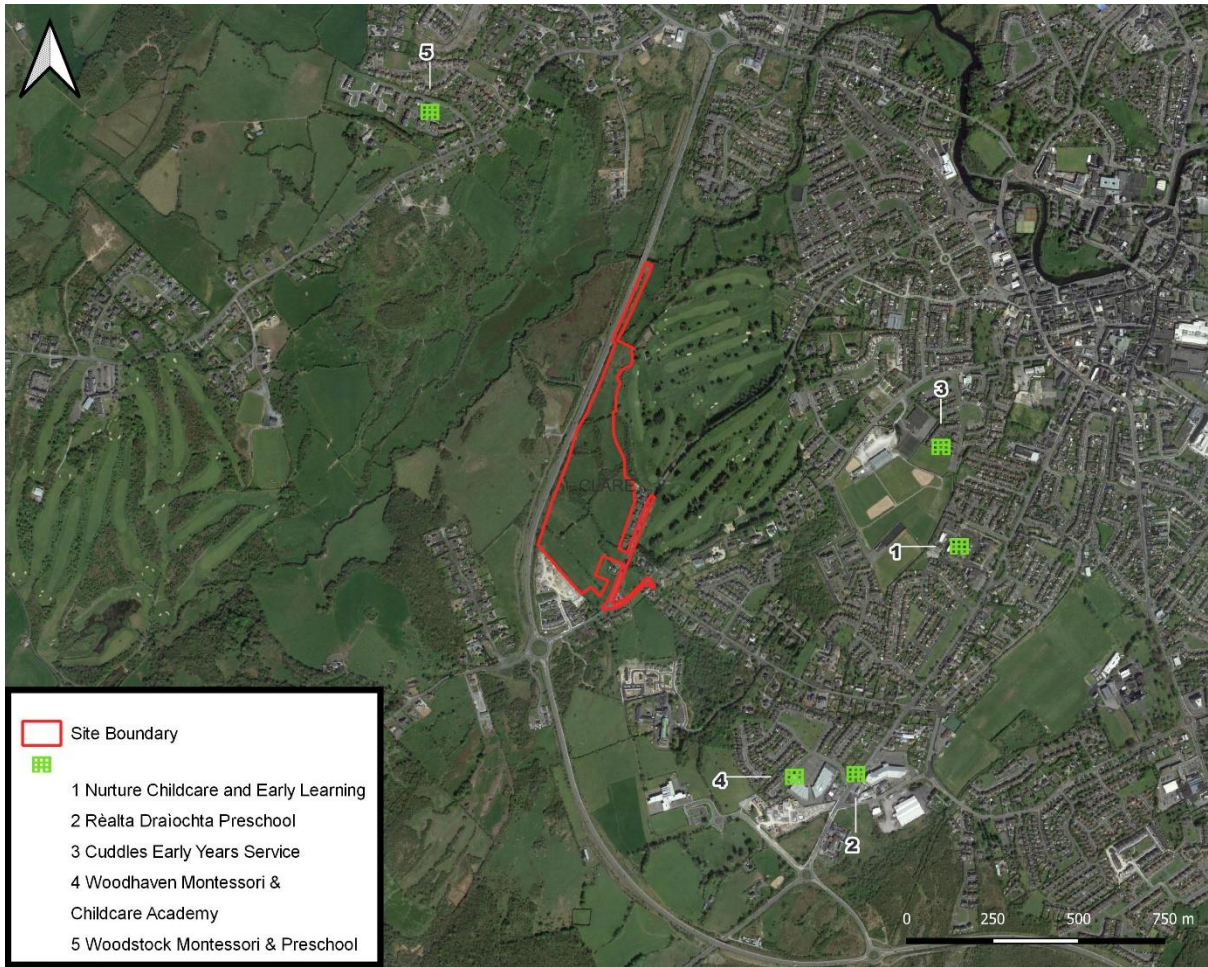 5
3
CLARE
1
4
2
Site Boundary
1 Nurture Childcare and Early Learning
2 Rèalta Draìochta Preschool
3 Cuddles Early Years Service
4 Woodhaven Montessori &
Childcare Academy
5 Woodstock Montessori & Preschool
0 250 500 750 m